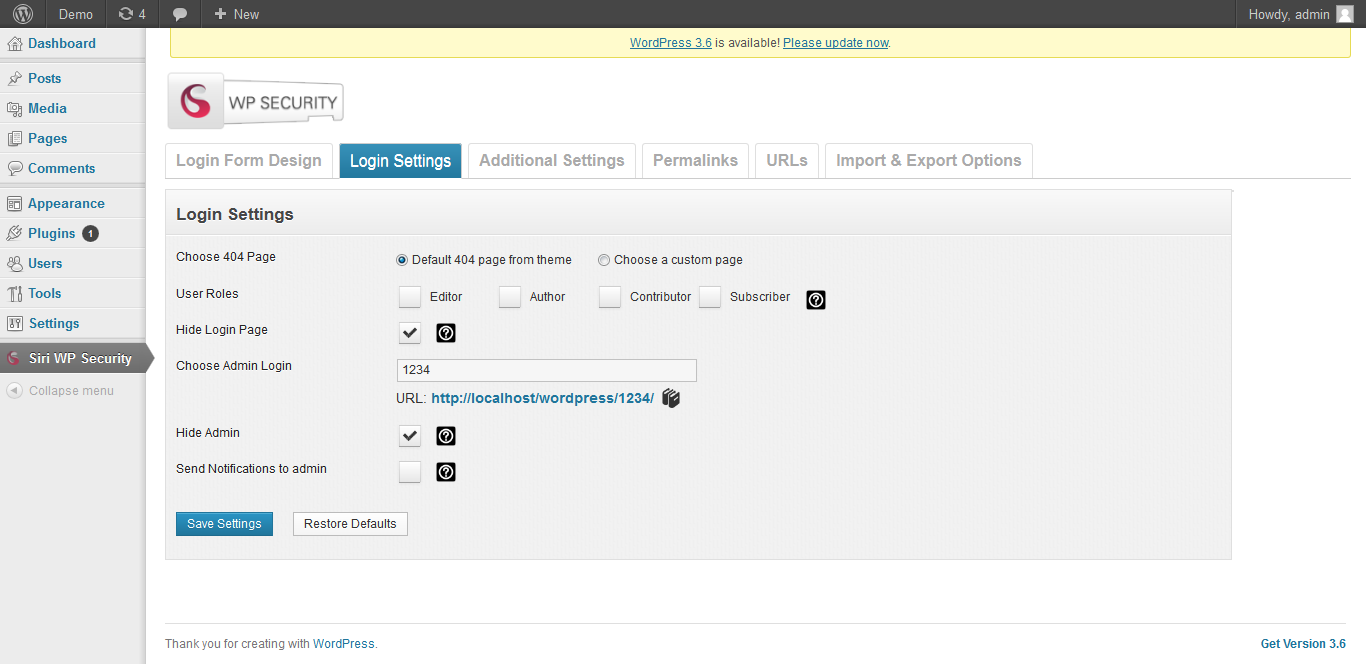 Demo 4 New Howdy, admin
Dashboard
Posts
Media
Pages
Comments
Appearance
Plugins 1
Users
Tools
Settings
Siri WP Security
Collapse menu
WordPress 3.6 is available! Please update now.
WP SECURITY
Login Form Design Login Settings Additional Settings Permalinks URLs Import & Export Options
Login Settings
Choose 404 Page Default 404 page from theme Choose a custom page
User Roles Editor Author Contributor Subscriber ?
Hide Login Page ?
Choose Admin Login 1234
URL: http://localhost/wordpress/1234/
Hide Admin ?
Send Notifications to admin ?
Save Settings Restore Defaults
Thank you for creating with WordPress. Get Version 3.6